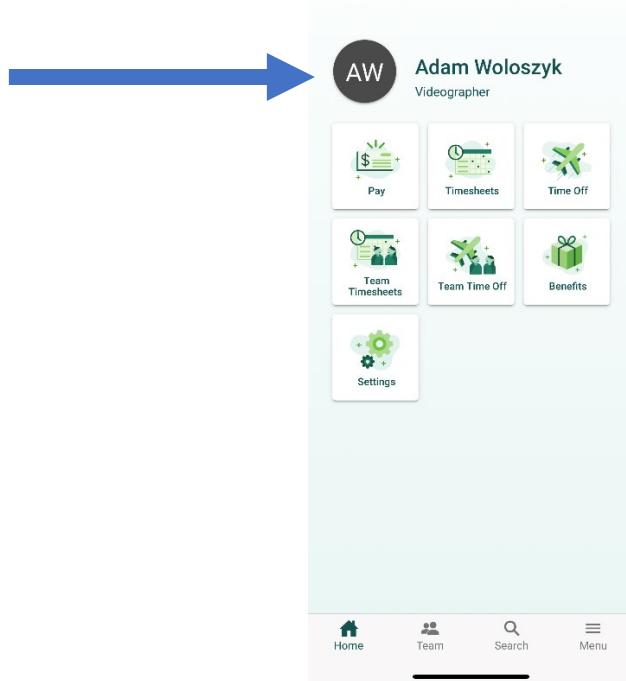 AW
Adam Woloszyk
Videographer
$
Pay
Timesheets
Time Off
Team
Timesheets
Team Time Off
Benefits
Settings
Home
Team
Search
Menu